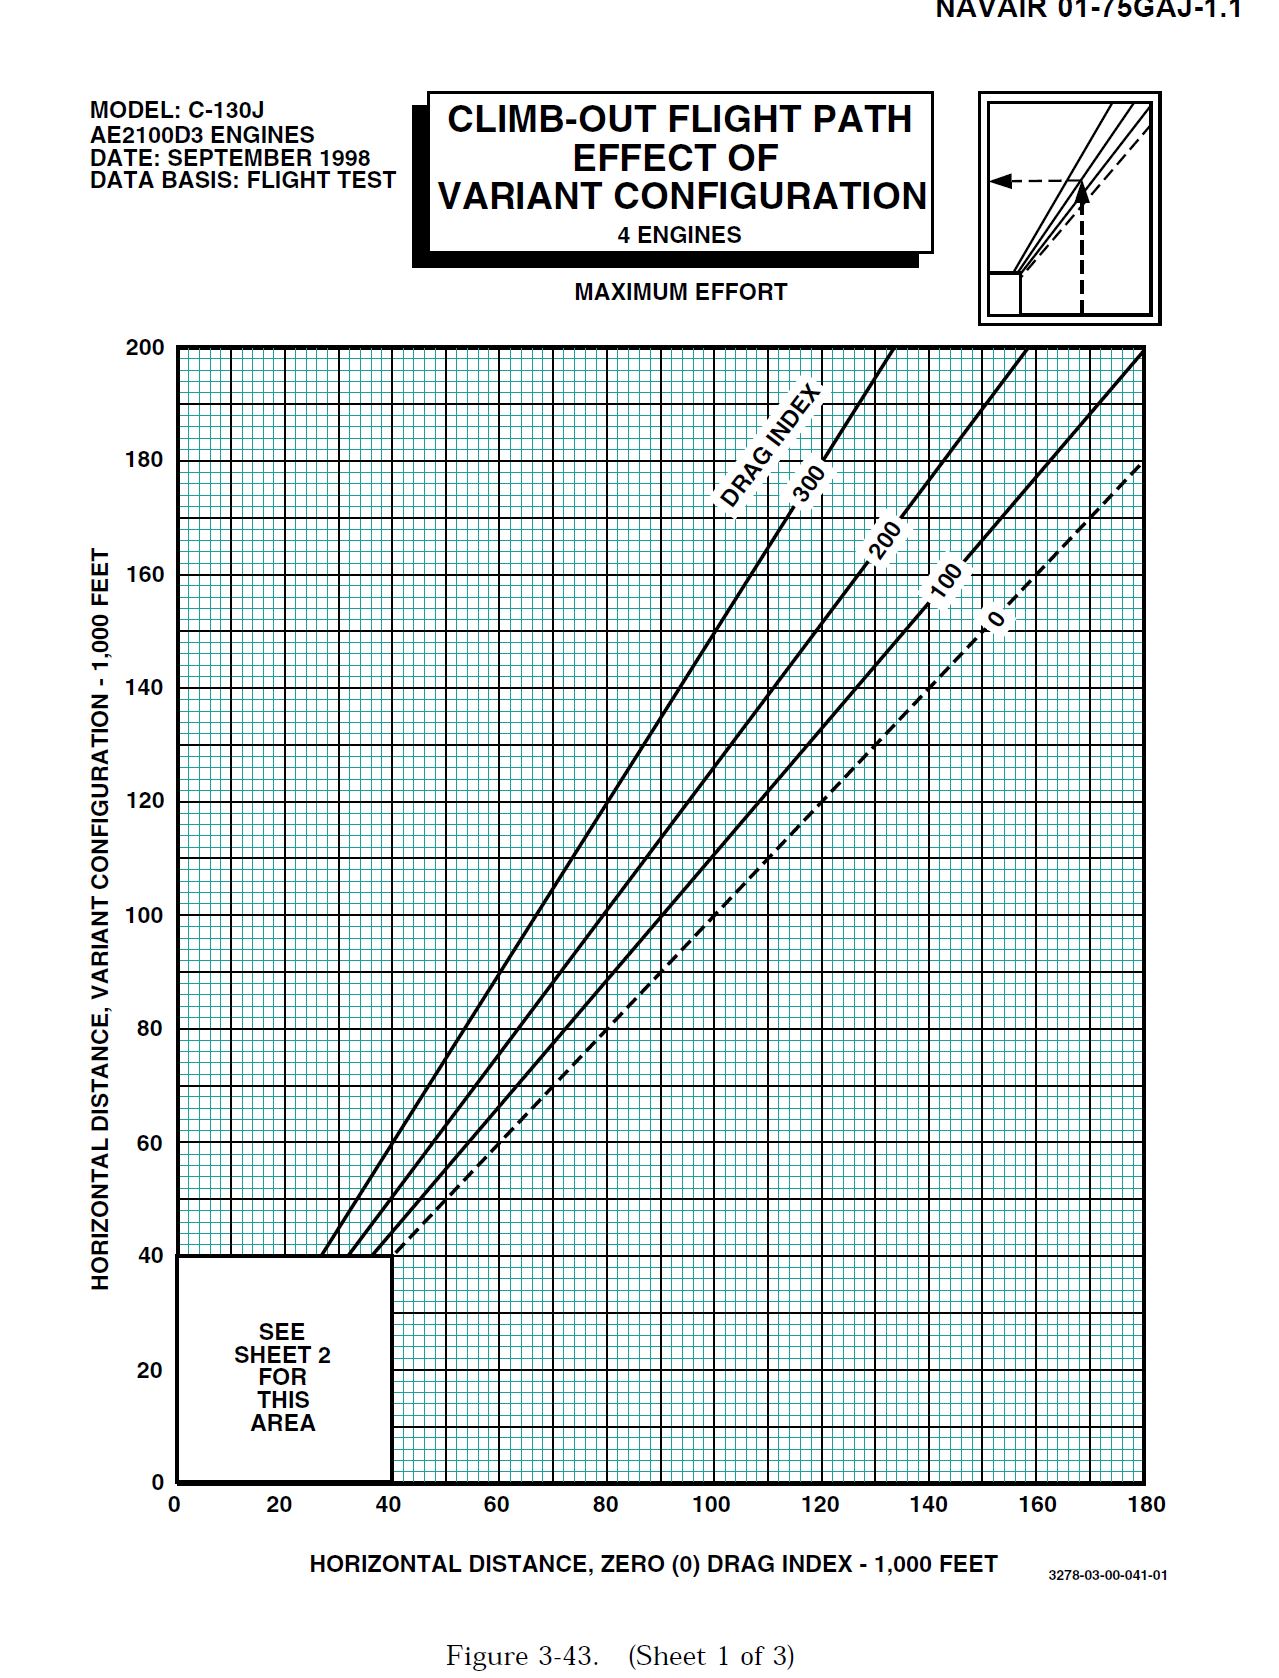 NAVAIR 01-75GAJ-1.1
MODEL: C-130J
AE2100D3 ENGINES
DATE: SEPTEMBER 1998
DATA BASIS: FLIGHT TEST
CLIMB-OUT FLIGHT PATH
EFFECT OF
VARIANT CONFIGURATION
4 ENGINES
MAXIMUM EFFORT
200
180
160
140
120
100
80
60
40
20
0
HORIZONTAL DISTANCE, VARIANT CONFIGURATION - 1,000 FEET
DRAG INDEX
300
200
100
0
SEE
SHEET 2
FOR
THIS
AREA
0
20
40
60
80
100
120
140
160
180
HORIZONTAL DISTANCE, ZERO (0) DRAG INDEX - 1,000 FEET
3278-03-00-041-01
Figure 3-43. (Sheet 1 of 3)